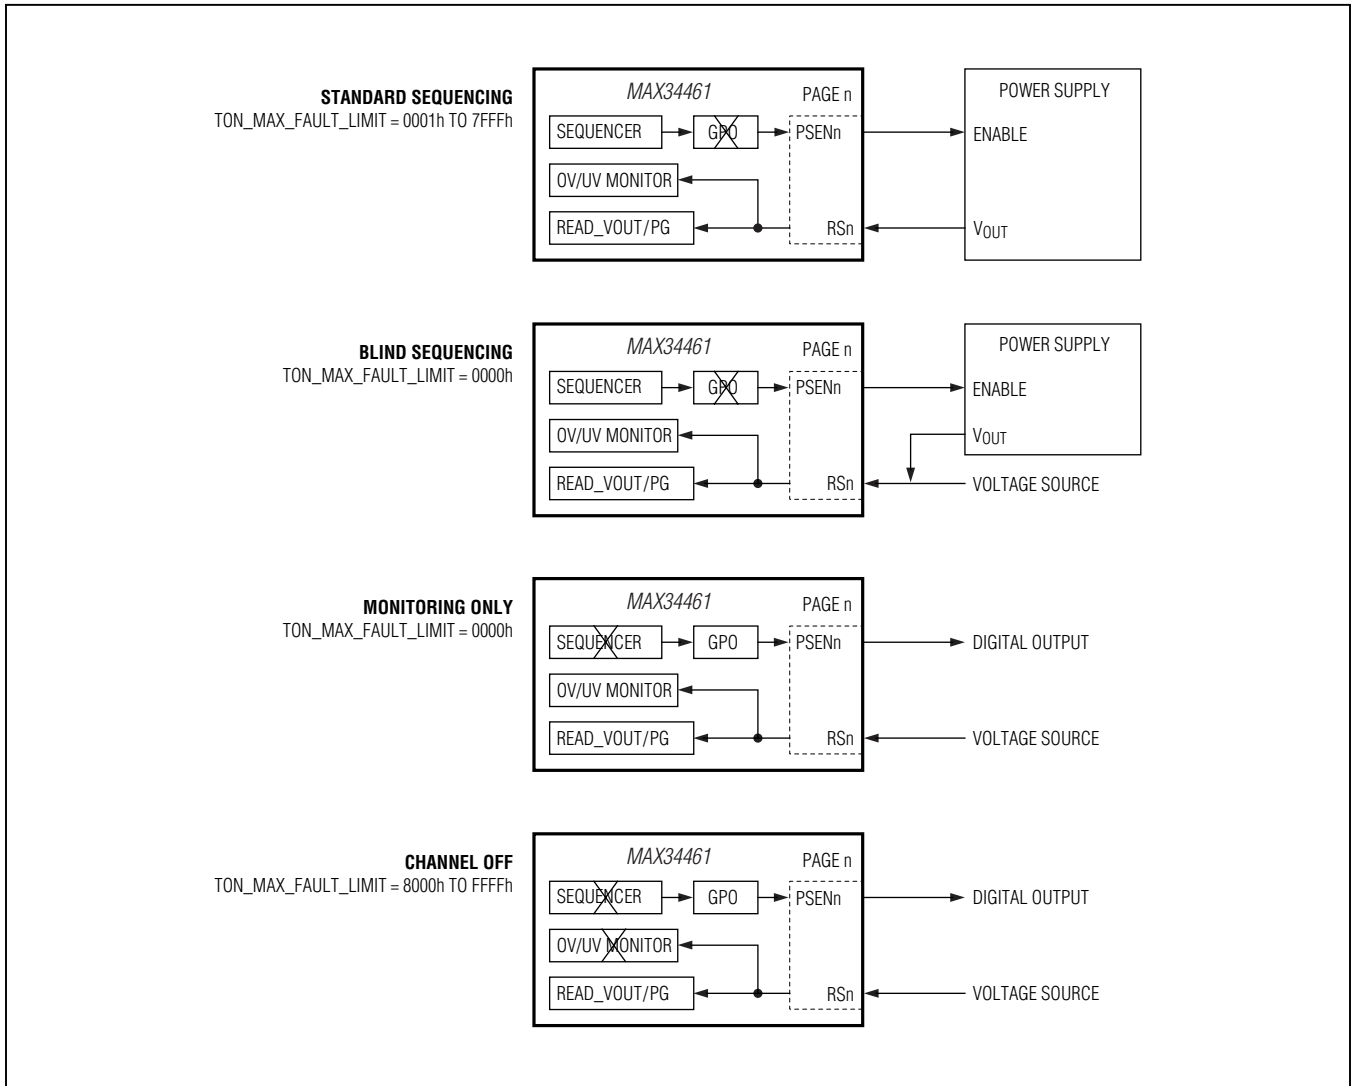 STANDARD SEQUENCING
TON_MAX_FAULT_LIMIT = 0001h TO 7FFFh
MAX34461
PAGE n
SEQUENCER
GPO
PSENn
OV/UV MONITOR
READ_VOUT/PG
RSn
POWER SUPPLY
ENABLE
VOUT
BLIND SEQUENCING
TON_MAX_FAULT_LIMIT = 0000h
MAX34461
PAGE n
SEQUENCER
GPO
PSENn
OV/UV MONITOR
READ_VOUT/PG
RSn
POWER SUPPLY
ENABLE
VOUT
VOLTAGE SOURCE
MONITORING ONLY
TON_MAX_FAULT_LIMIT = 0000h
MAX34461
PAGE n
SEQUENCER
GPO
PSENn
OV/UV MONITOR
READ_VOUT/PG
RSn
DIGITAL OUTPUT
VOLTAGE SOURCE
CHANNEL OFF
TON_MAX_FAULT_LIMIT = 8000h TO FFFFh
MAX34461
PAGE n
SEQUENCER
GPO
PSENn
OV/UV MONITOR
READ_VOUT/PG
RSn
DIGITAL OUTPUT
VOLTAGE SOURCE